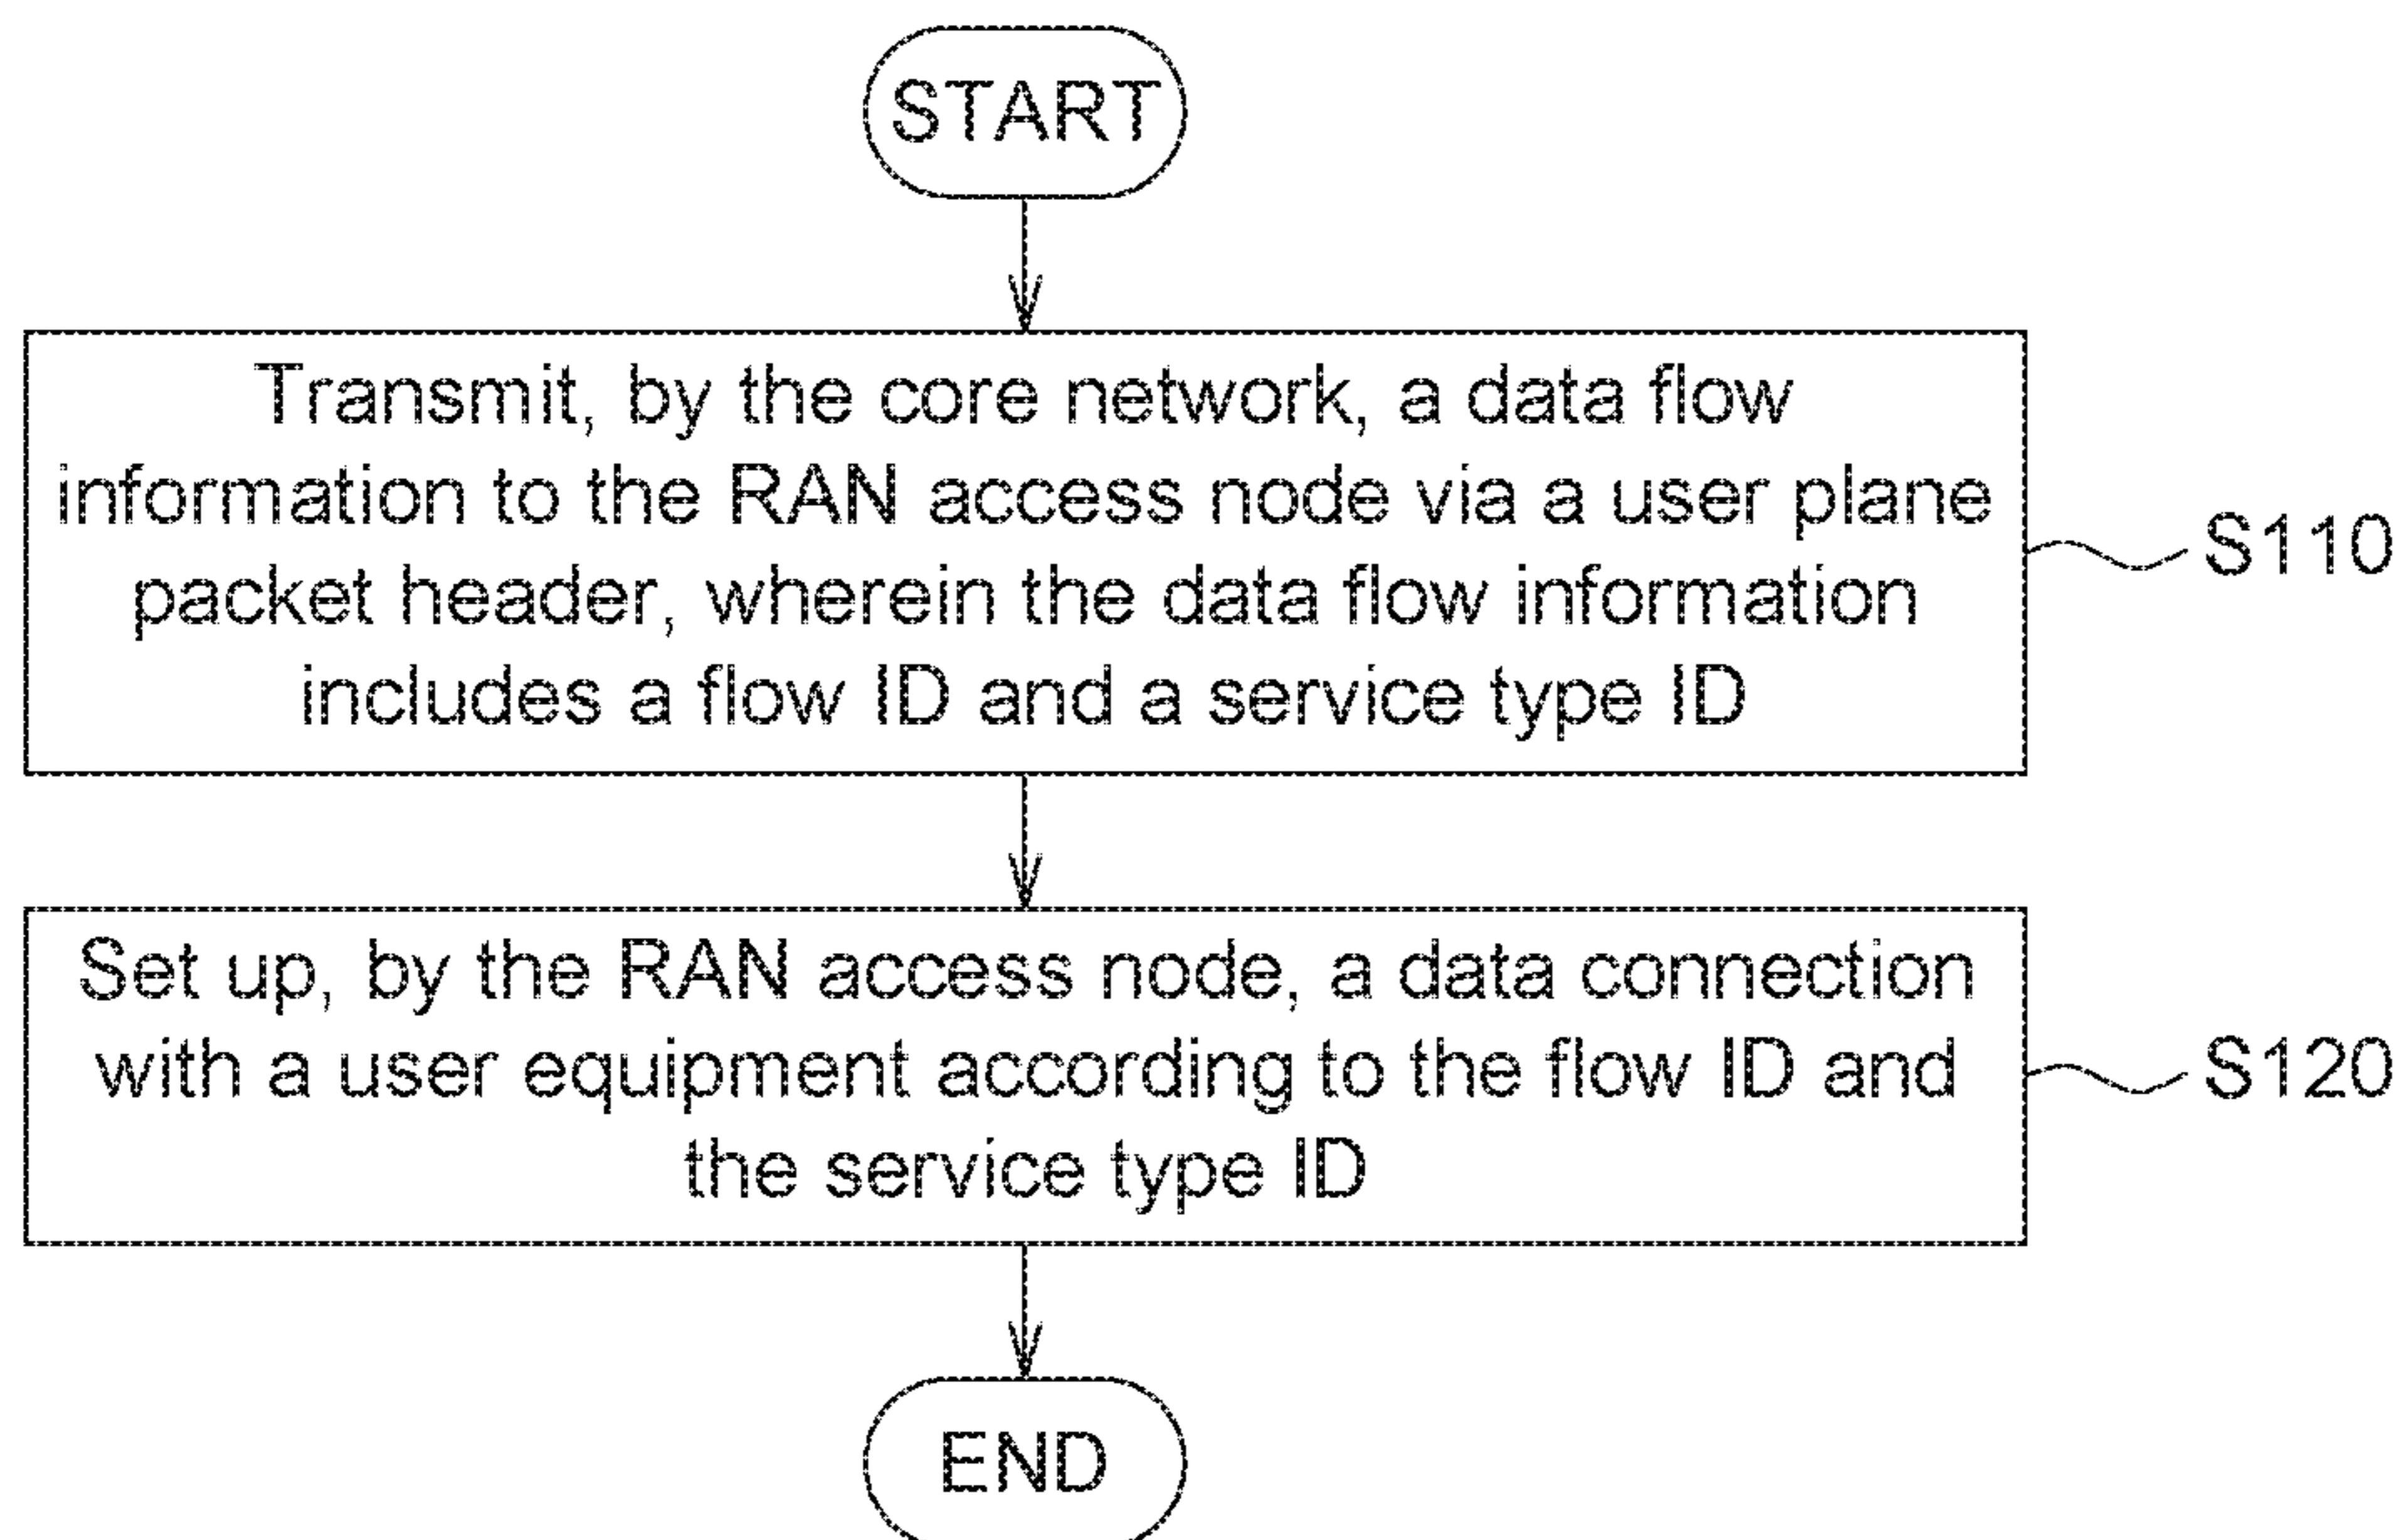 START
Transmit, by the core network, a data flow
information to the RAN access node via a user plane
packet header, wherein the data flow information
includes a flow ID and a service type ID
S110
Set up, by the RAN access node, a data connection
with a user equipment according to the flow ID and
the service type ID
S120
END